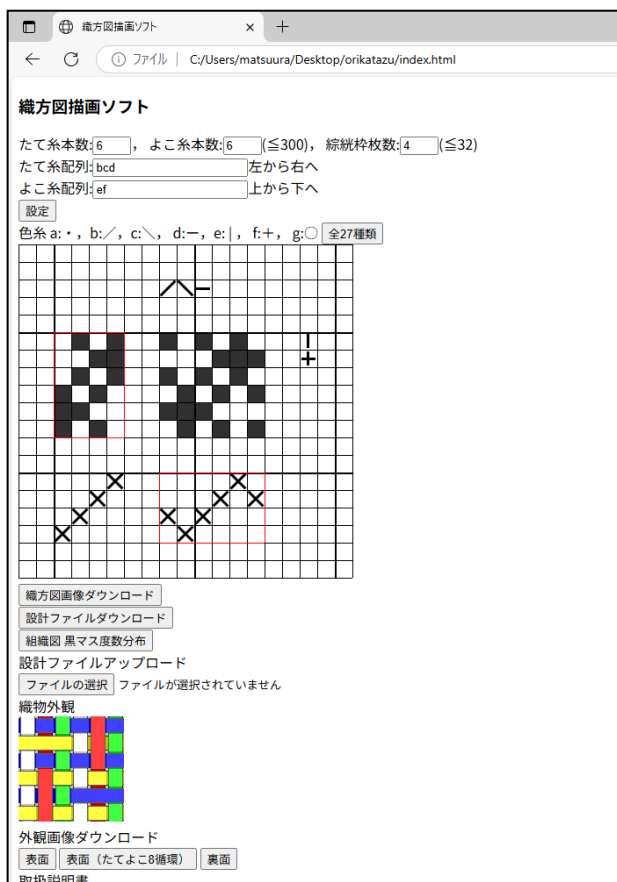 織方図描画ソフト
ファイル | C:/Users/matsuura/Desktop/orikatazu/index.html
織方図描画ソフト
たて糸本数:6 , よこ糸本数:6 (≦300), 綜絖枠枚数:4 (≦32)
たて糸配列:bcd 左から右へ
よこ糸配列:ef 上から下へ
設定
色糸 a:・, b:／, c:＼, d:ー, e:|, f:＋, g:○ 全27種類
織方図画像ダウンロード
設計ファイルダウンロード
組織図 黒マス度数分布
設計ファイルアップロード
ファイルの選択 ファイルが選択されていません
織物外観
外観画像ダウンロード
表面 表面（たてよこ8循環） 裏面
取扱説明書